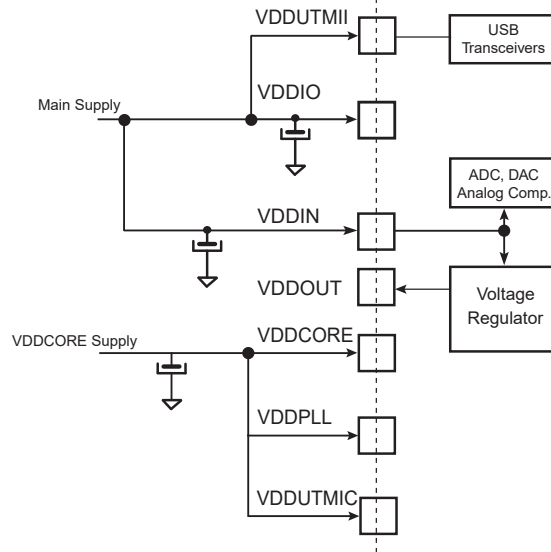 VDDUTMII
USB
Transceivers
VDDIO
Main Supply
ADC, DAC
Analog Comp.
VDDIN
VDDOUT
Voltage
Regulator
VDDCORE
VDDCORE Supply
VDDPLL
VDDUTMIC